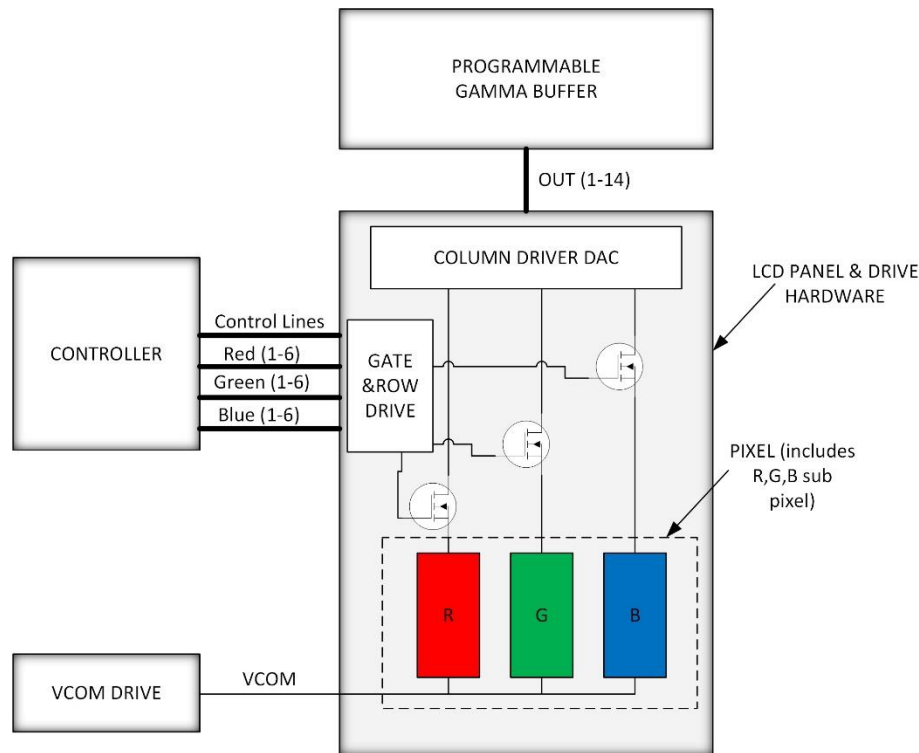 PROGRAMMABLE
GAMMA BUFFER
OUT (1-14)
COLUMN DRIVER DAC
LCD PANEL & DRIVE
HARDWARE
CONTROLLER
Control Lines
Red (1-6)
Green (1-6)
Blue (1-6)
GATE
&ROW
DRIVE
PIXEL (includes
R,G,B sub
pixel)
R
G
B
VCOM DRIVE
VCOM